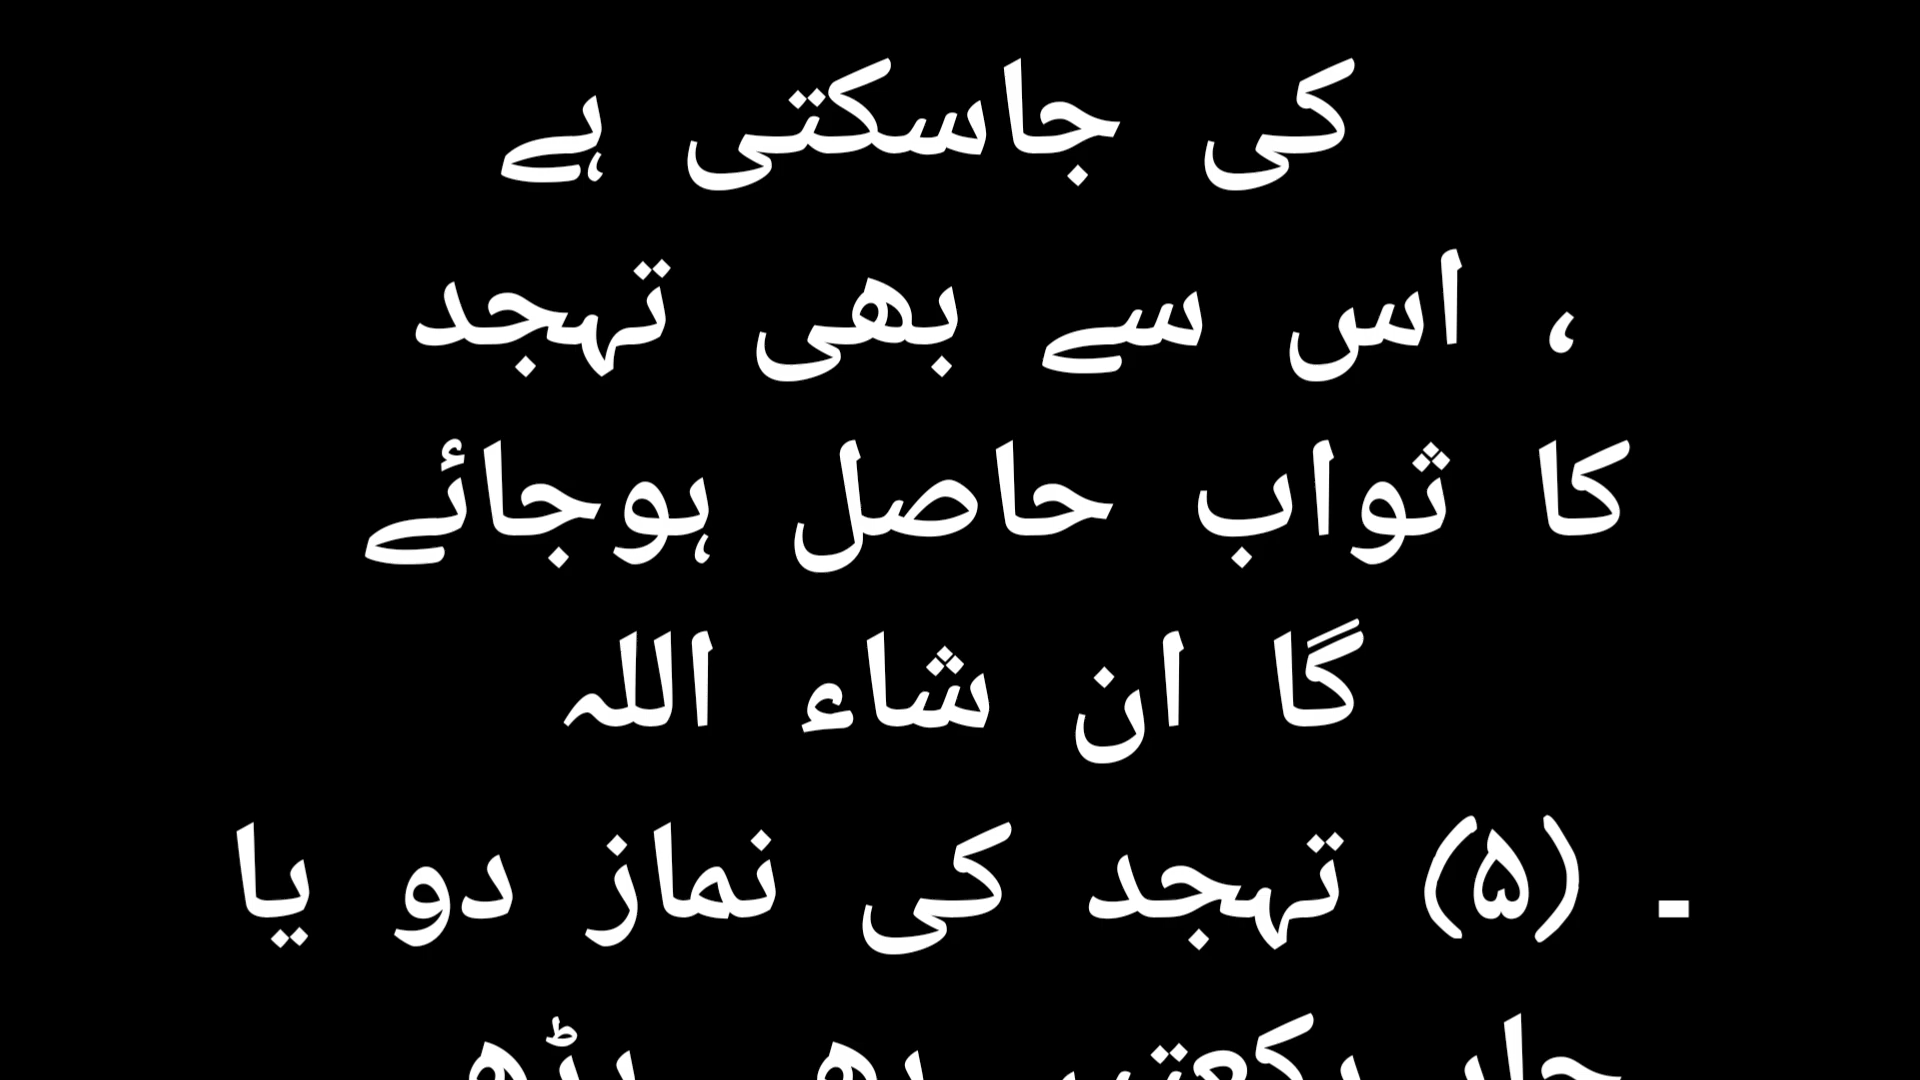 کی جاسکتی ہے
، اس سے بھی تہجد
کا ثواب حاصل ہوجائے
گا ان شاء اللہ
۔ (۵) تہجد کی نماز دو یا